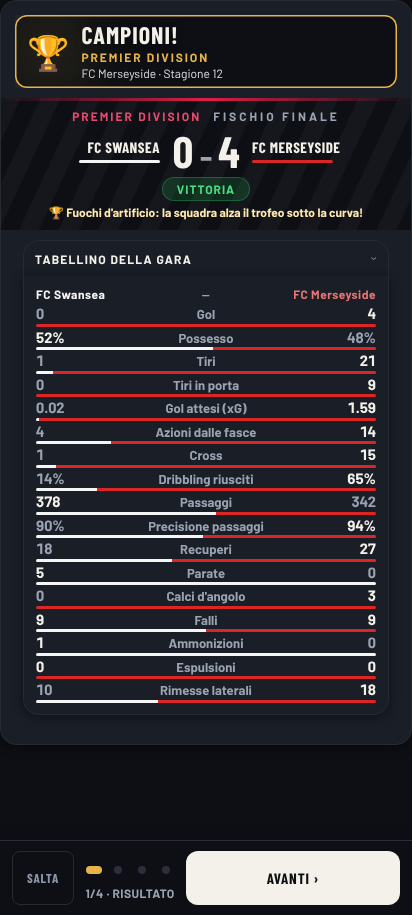 CAMPIONI!
PREMIER DIVISION
FC Merseyside · Stagione 12
PREMIER DIVISION FISCHIO FINALE
FC SWANSEA 0 - 4 FC MERSEYSIDE
VITTORIA
🏆 Fuochi d'artificio: la squadra alza il trofeo sotto la curva!
TABELLINO DELLA GARA
FC Swansea – FC Merseyside
0 Gol 4
52% Possesso 48%
1 Tiri 21
0 Tiri in porta 9
0.02 Gol attesi (xG) 1.59
4 Azioni dalle fasce 14
1 Cross 15
14% Dribbling riusciti 65%
378 Passaggi 342
90% Precisione passaggi 94%
18 Recuperi 27
5 Parate 0
0 Calci d'angolo 3
9 Falli 9
1 Ammonizioni 0
0 Espulsioni 0
10 Rimesse laterali 18
SALTA
1/4 · RISULTATO
AVANTI ›